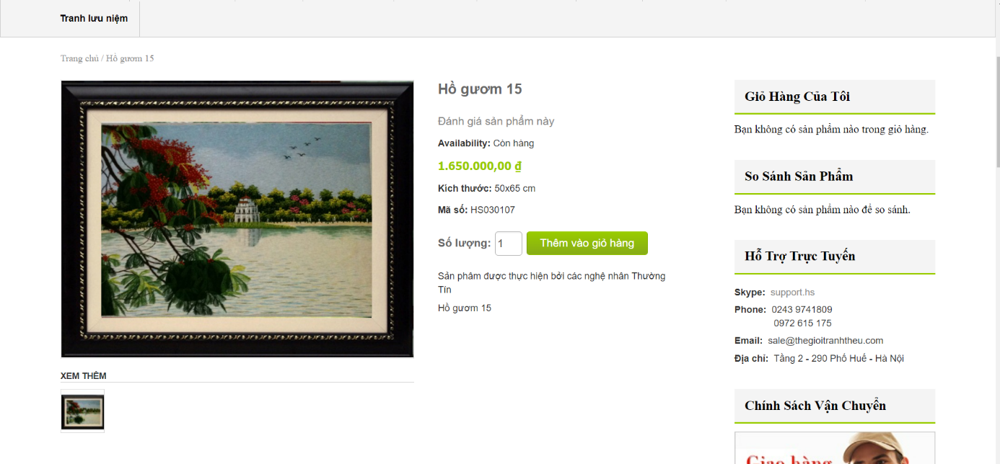 Tranh lưu niệm
Trang chủ / Hồ gươm 15
Hồ gươm 15
Đánh giá sản phẩm này
Availability: Còn hàng
1.650.000,00 ₫
Kích thước: 50x65 cm
Mã số: HS030107
Số lượng: 1 Thêm vào giỏ hàng
Sản phâm được thực hiện bởi các nghệ nhân Thường
Tín
Hồ gươm 15
XEM THÊM
Giỏ Hàng Của Tôi
Bạn không có sản phẩm nào trong giỏ hàng.
So Sánh Sản Phẩm
Bạn không có sản phẩm nào để so sánh.
Hỗ Trợ Trực Tuyến
Skype: support.hs
Phone: 0243 9741809
0972 615 175
Email: sale@thegioitranhtheu.com
Địa chỉ: Tầng 2 - 290 Phố Huế - Hà Nội
Chính Sách Vận Chuyển
Giao hàng